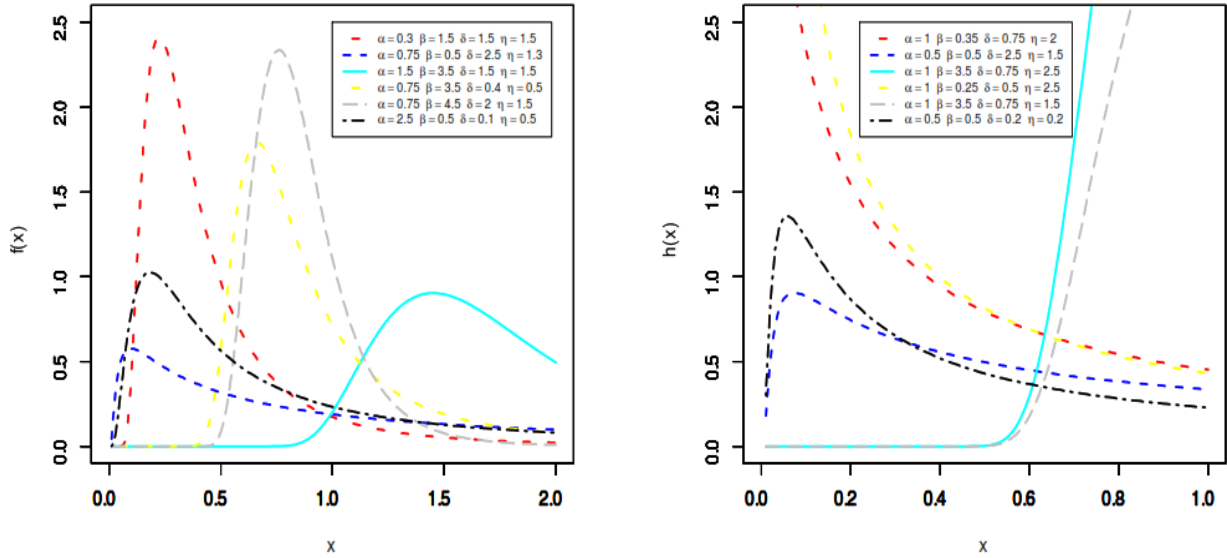 f(x)
2.5
2.0
1.5
1.0
0.5
0.0
α = 0.3 β = 1.5 δ = 1.5 η = 1.5
α = 0.75 β = 0.5 δ = 2.5 η = 1.3
α = 1.5 β = 3.5 δ = 1.5 η = 1.5
α = 0.75 β = 3.5 δ = 0.4 η = 0.5
α = 0.75 β = 4.5 δ = 2 η = 1.5
α = 2.5 β = 0.5 δ = 0.1 η = 0.5
0.0 0.5 1.0 1.5 2.0
x
h(x)
2.5
2.0
1.5
1.0
0.5
0.0
α = 1 β = 0.35 δ = 0.75 η = 2
α = 0.5 β = 0.5 δ = 2.5 η = 1.5
α = 1 β = 3.5 δ = 0.75 η = 2.5
α = 1 β = 0.25 δ = 0.5 η = 2.5
α = 1 β = 3.5 δ = 0.75 η = 1.5
α = 0.5 β = 0.5 δ = 0.2 η = 0.2
0.0 0.2 0.4 0.6 0.8 1.0
x